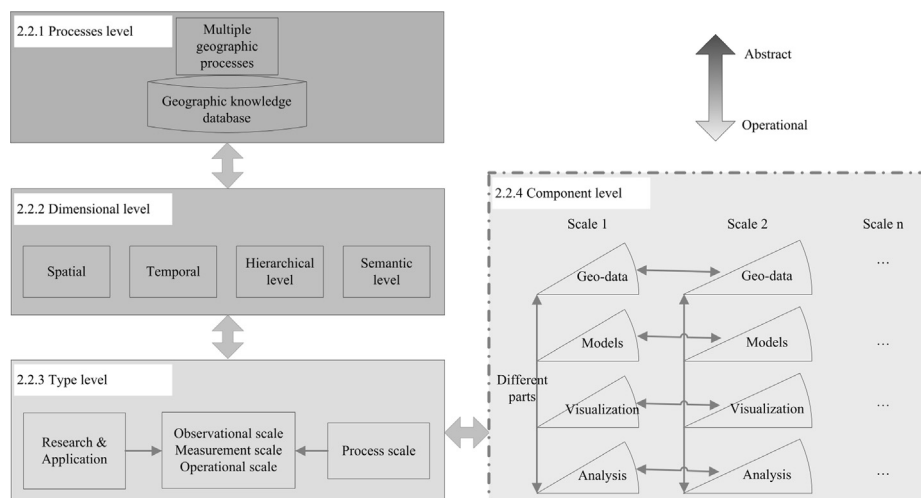 2.2.1 Processes level
Multiple
geographic
processes
Geographic knowledge
database
Abstract
Operational
2.2.2 Dimensional level
Spatial
Temporal
Hierarchical
level
Semantic
level
2.2.3 Type level
Research &
Application
Observational scale
Measurement scale
Operational scale
Process scale
2.2.4 Component level
Scale 1
Scale 2
Scale n
Geo-data
Geo-data
...
Models
Models
...
Different
parts
Visualization
Visualization
...
Analysis
Analysis
...